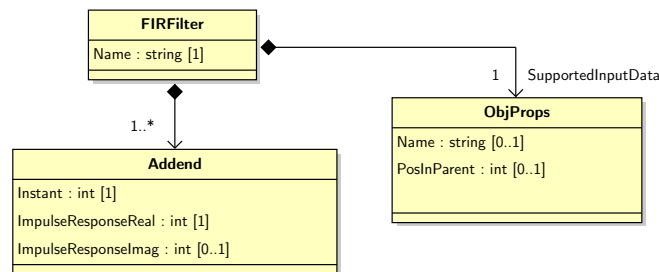 FIRFilter
Name : string [1]
1 SupportedInputData
1..*
ObjProps
Name : string [0..1]
PosInParent : int [0..1]
Addend
Instant : int [1]
ImpulseResponseReal : int [1]
ImpulseResponseImag : int [0..1]